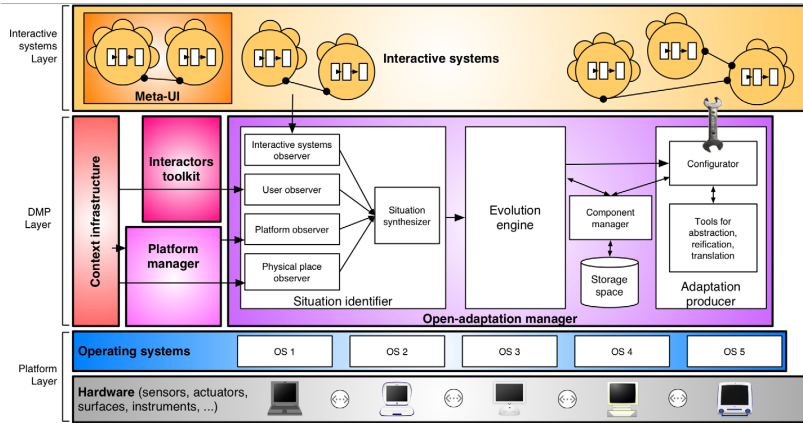 Interactive
systems
Layer
Meta-UI
Interactive systems
DMP
Layer
Context infrastructure
Interactors
toolkit
Platform
manager
Interactive systems
observer
User observer
Platform observer
Physical place
observer
Situation
synthesizer
Situation identifier
Evolution
engine
Component
manager
Storage
space
Configurator
Tools for
abstraction,
reification,
translation
Adaptation
producer
Open-adaptation manager
Platform
Layer
Operating systems
OS 1
OS 2
OS 3
OS 4
OS 5
Hardware (sensors, actuators,
surfaces, instruments, ...)